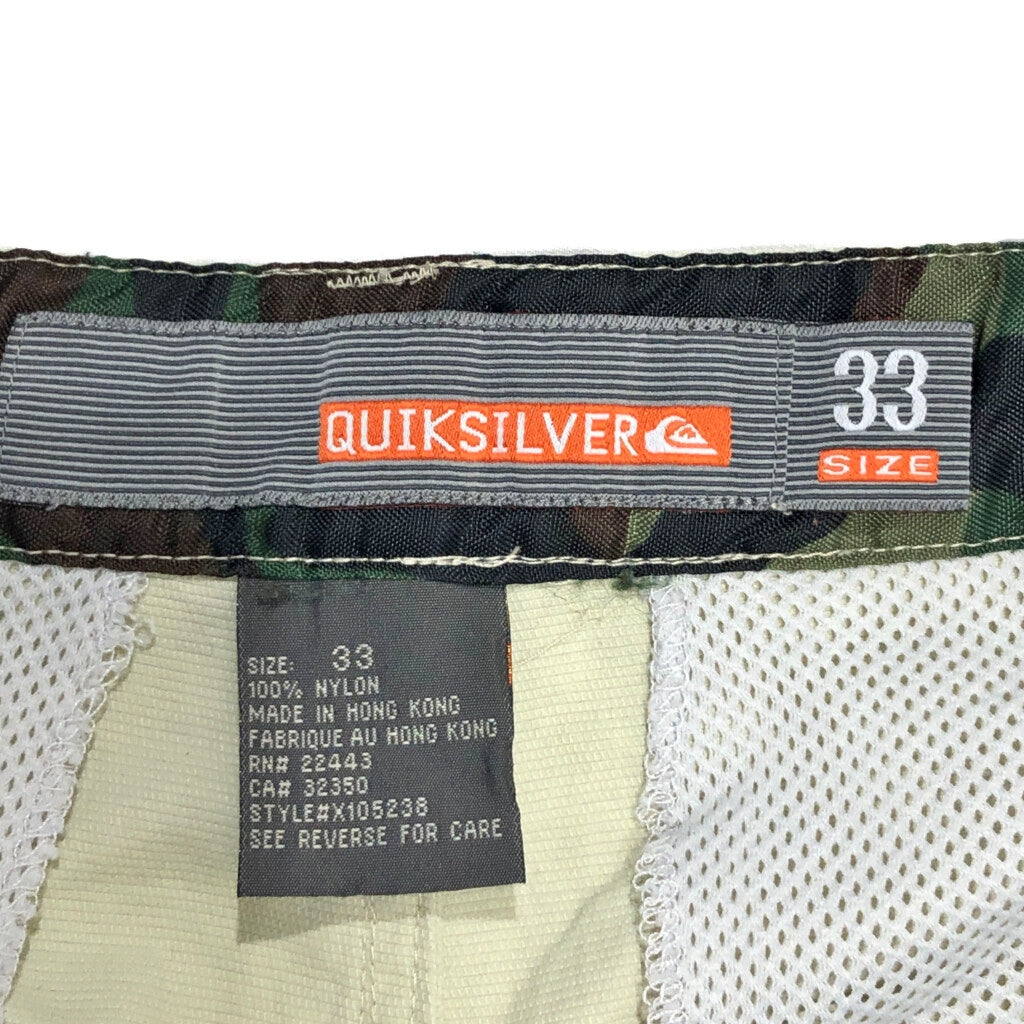 QUIKSILVER
33
SIZE
SIZE: 33
100% NYLON
MADE IN HONG KONG
FABRIQUE AU HONG KONG
RN# 22443
CA# 32350
STYLE#X105238
SEE REVERSE FOR CARE